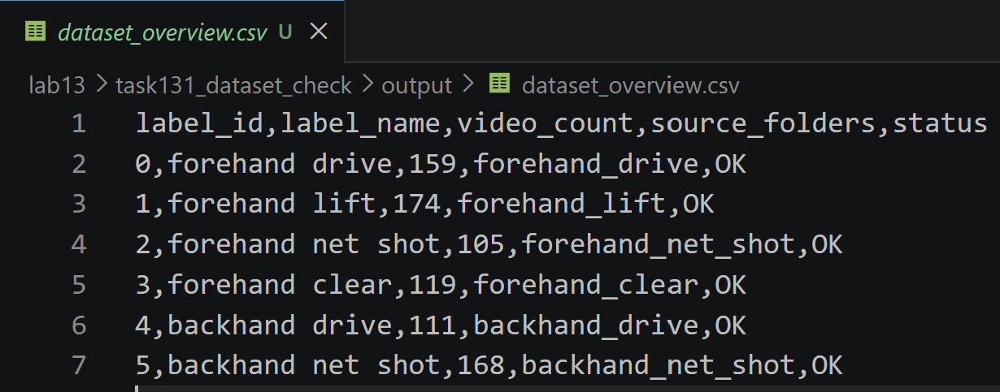 dataset_overview.csv U
lab13 > task131_dataset_check > output > dataset_overview.csv
1 label_id,label_name,video_count,source_folders,status
2 0,forehand drive,159,forehand_drive,OK
3 1,forehand lift,174,forehand_lift,OK
4 2,forehand net shot,105,forehand_net_shot,OK
5 3,forehand clear,119,forehand_clear,OK
6 4,backhand drive,111,backhand_drive,OK
7 5,backhand net shot,168,backhand_net_shot,OK